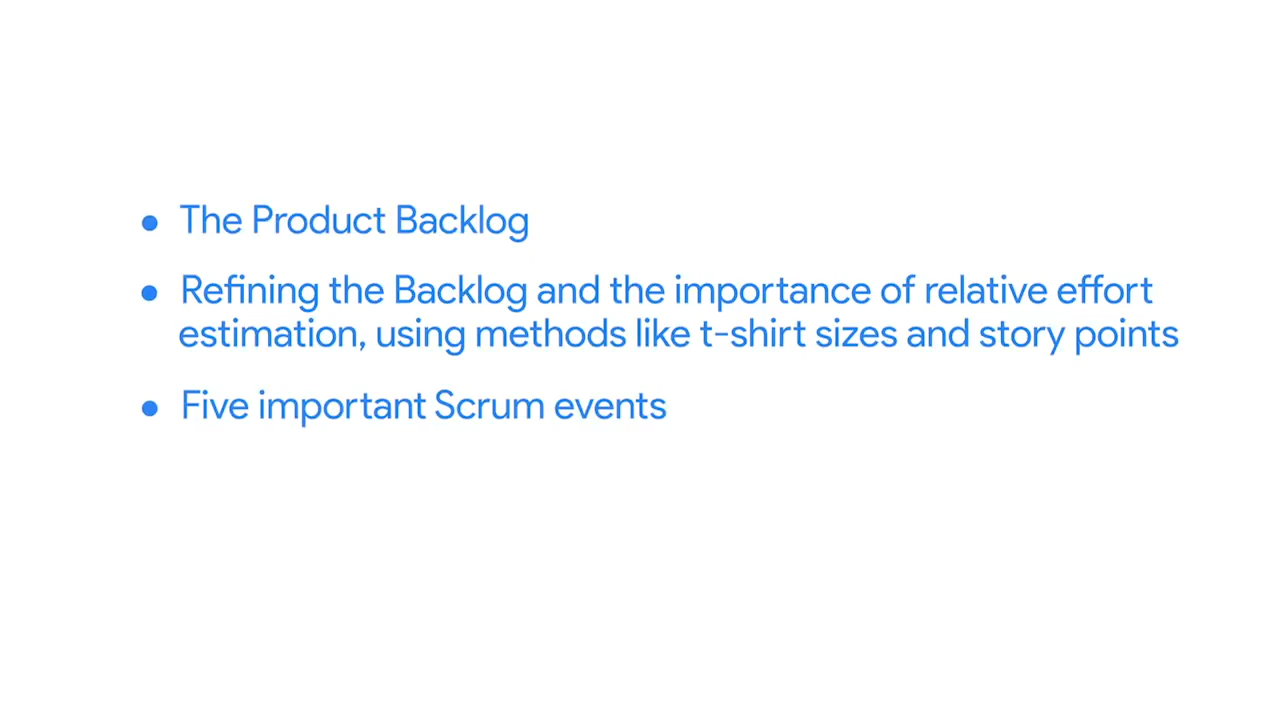 • The Product Backlog
• Refining the Backlog and the importance of relative effort
estimation, using methods like t-shirt sizes and story points
• Five important Scrum events